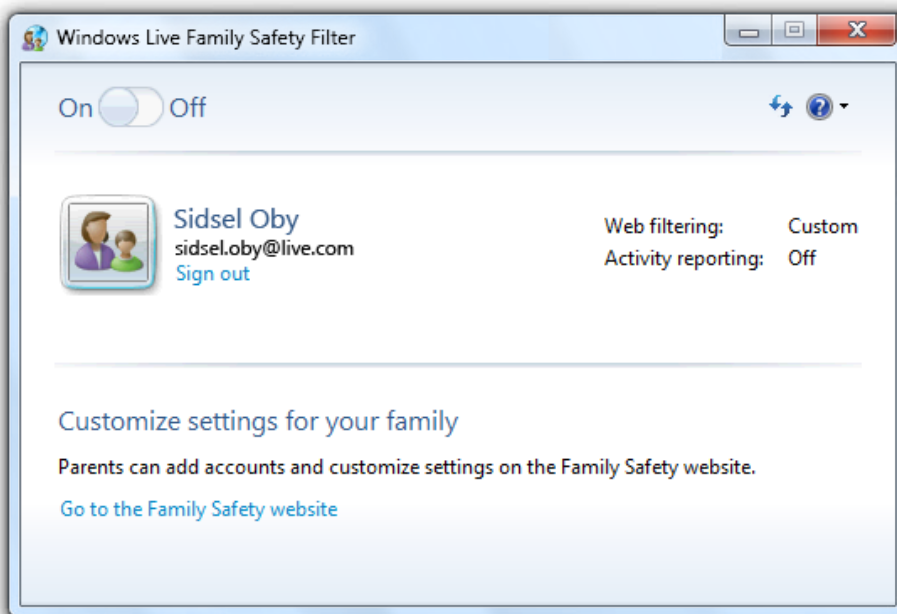 Windows Live Family Safety Filter
On Off
Sidsel Oby
sidsel.oby@live.com
Sign out
Web filtering: Custom
Activity reporting: Off
Customize settings for your family
Parents can add accounts and customize settings on the Family Safety website.
Go to the Family Safety website